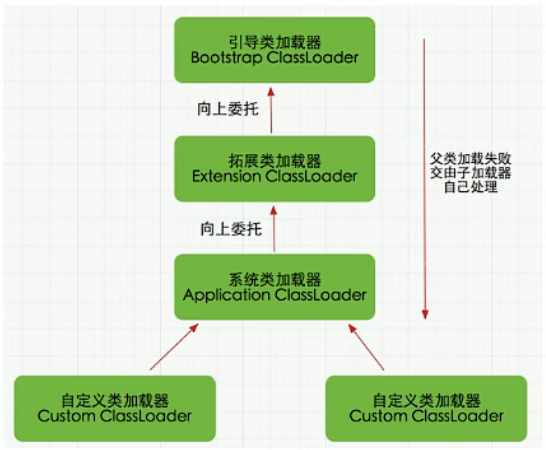 引导类加载器
Bootstrap ClassLoader
向上委托
拓展类加载器
Extension ClassLoader
父类加载失败
交由子加载器
自己处理
向上委托
系统类加载器
Application ClassLoader
自定义类加载器
Custom ClassLoader
自定义类加载器
Custom ClassLoader